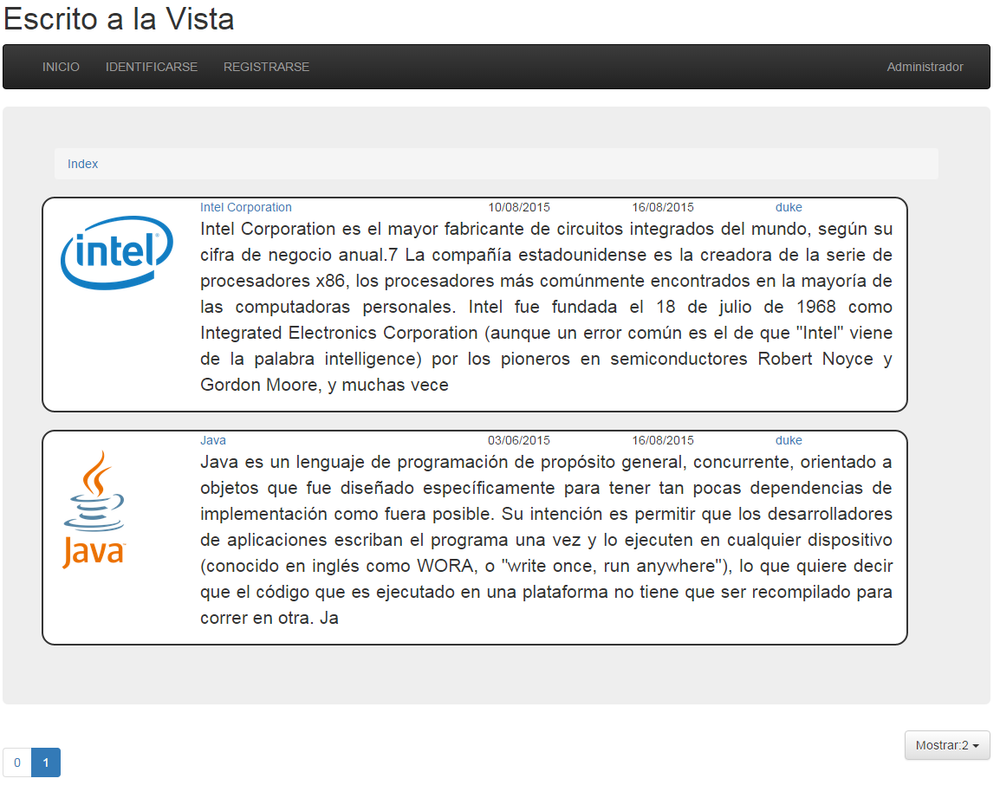 Escrito a la Vista
INICIO IDENTIFICARSE REGISTRARSE Administrador
Index
intel
Intel Corporation 10/08/2015 16/08/2015 duke
Intel Corporation es el mayor fabricante de circuitos integrados del mundo, según su
cifra de negocio anual.7 La compañía estadounidense es la creadora de la serie de
procesadores x86, los procesadores más comúnmente encontrados en la mayoría de
las computadoras personales. Intel fue fundada el 18 de julio de 1968 como
Integrated Electronics Corporation (aunque un error común es el de que "Intel" viene
de la palabra intelligence) por los pioneros en semiconductores Robert Noyce y
Gordon Moore, y muchas vece
Java
Java 03/06/2015 16/08/2015 duke
Java es un lenguaje de programación de propósito general, concurrente, orientado a
objetos que fue diseñado específicamente para tener tan pocas dependencias de
implementación como fuera posible. Su intención es permitir que los desarrolladores
de aplicaciones escriban el programa una vez y lo ejecuten en cualquier dispositivo
(conocido en inglés como WORA, o "write once, run anywhere"), lo que quiere decir
que el código que es ejecutado en una plataforma no tiene que ser recompilado para
correr en otra. Ja
Mostrar:2
0 1